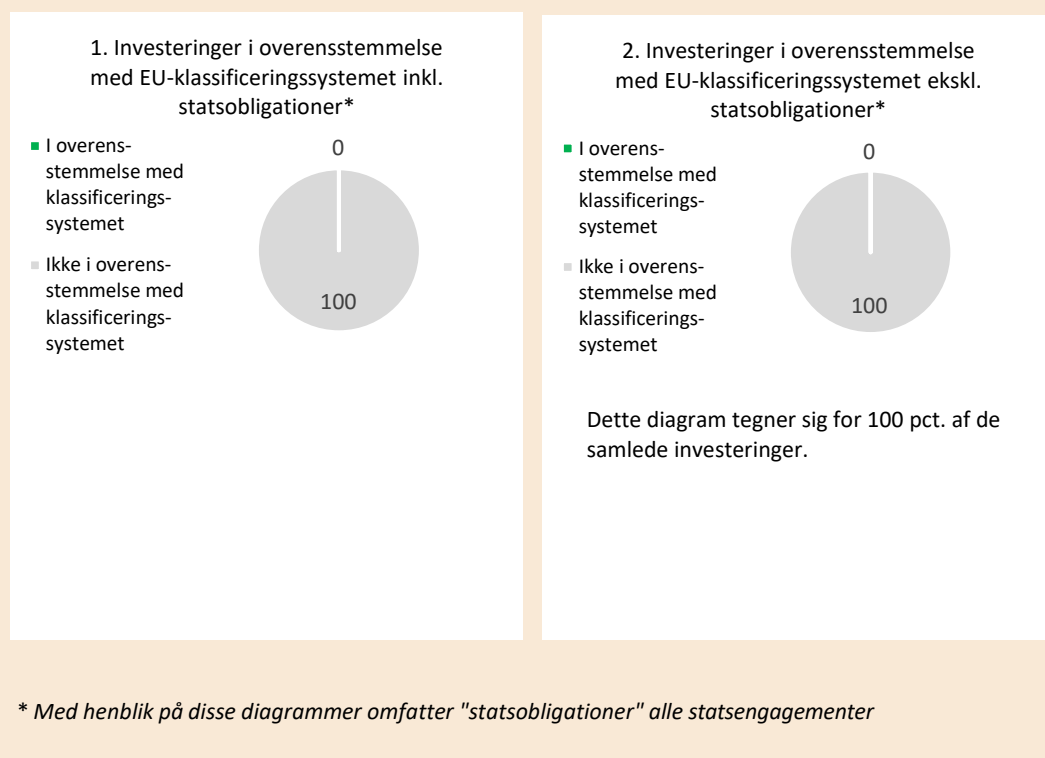 1. Investeringer i overensstemmelse
med EU-klassificeringssystemet inkl.
statsobligationer*
I overens-
stemmelse med
klassificerings-
systemet
Ikke i overens-
stemmelse med
klassificerings-
systemet
0
100
2. Investeringer i overensstemmelse
med EU-klassificeringssystemet ekskl.
statsobligationer*
I overens-
stemmelse med
klassificerings-
systemet
Ikke i overens-
stemmelse med
klassificerings-
systemet
0
100
Dette diagram tegner sig for 100 pct. af de
samlede investeringer.
* Med henblik på disse diagrammer omfatter "statsobligationer" alle statsengagementer